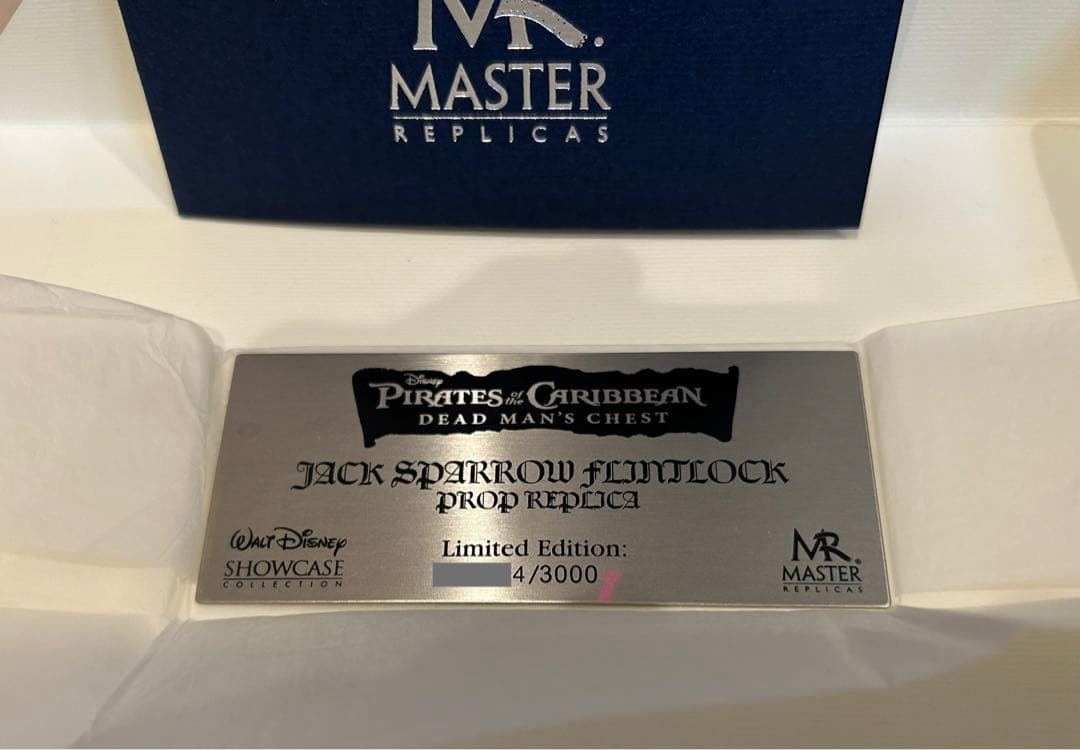 MR.
MASTER
REPLICAS
Disney
PIRATES of the CARIBBEAN
DEAD MAN'S CHEST
JACK SPARROW FLINTLOCK
PROP REPLICA
Limited Edition:
4/3000
WALT DISNEY
SHOWCASE
COLLECTION
MR
MASTER
REPLICAS